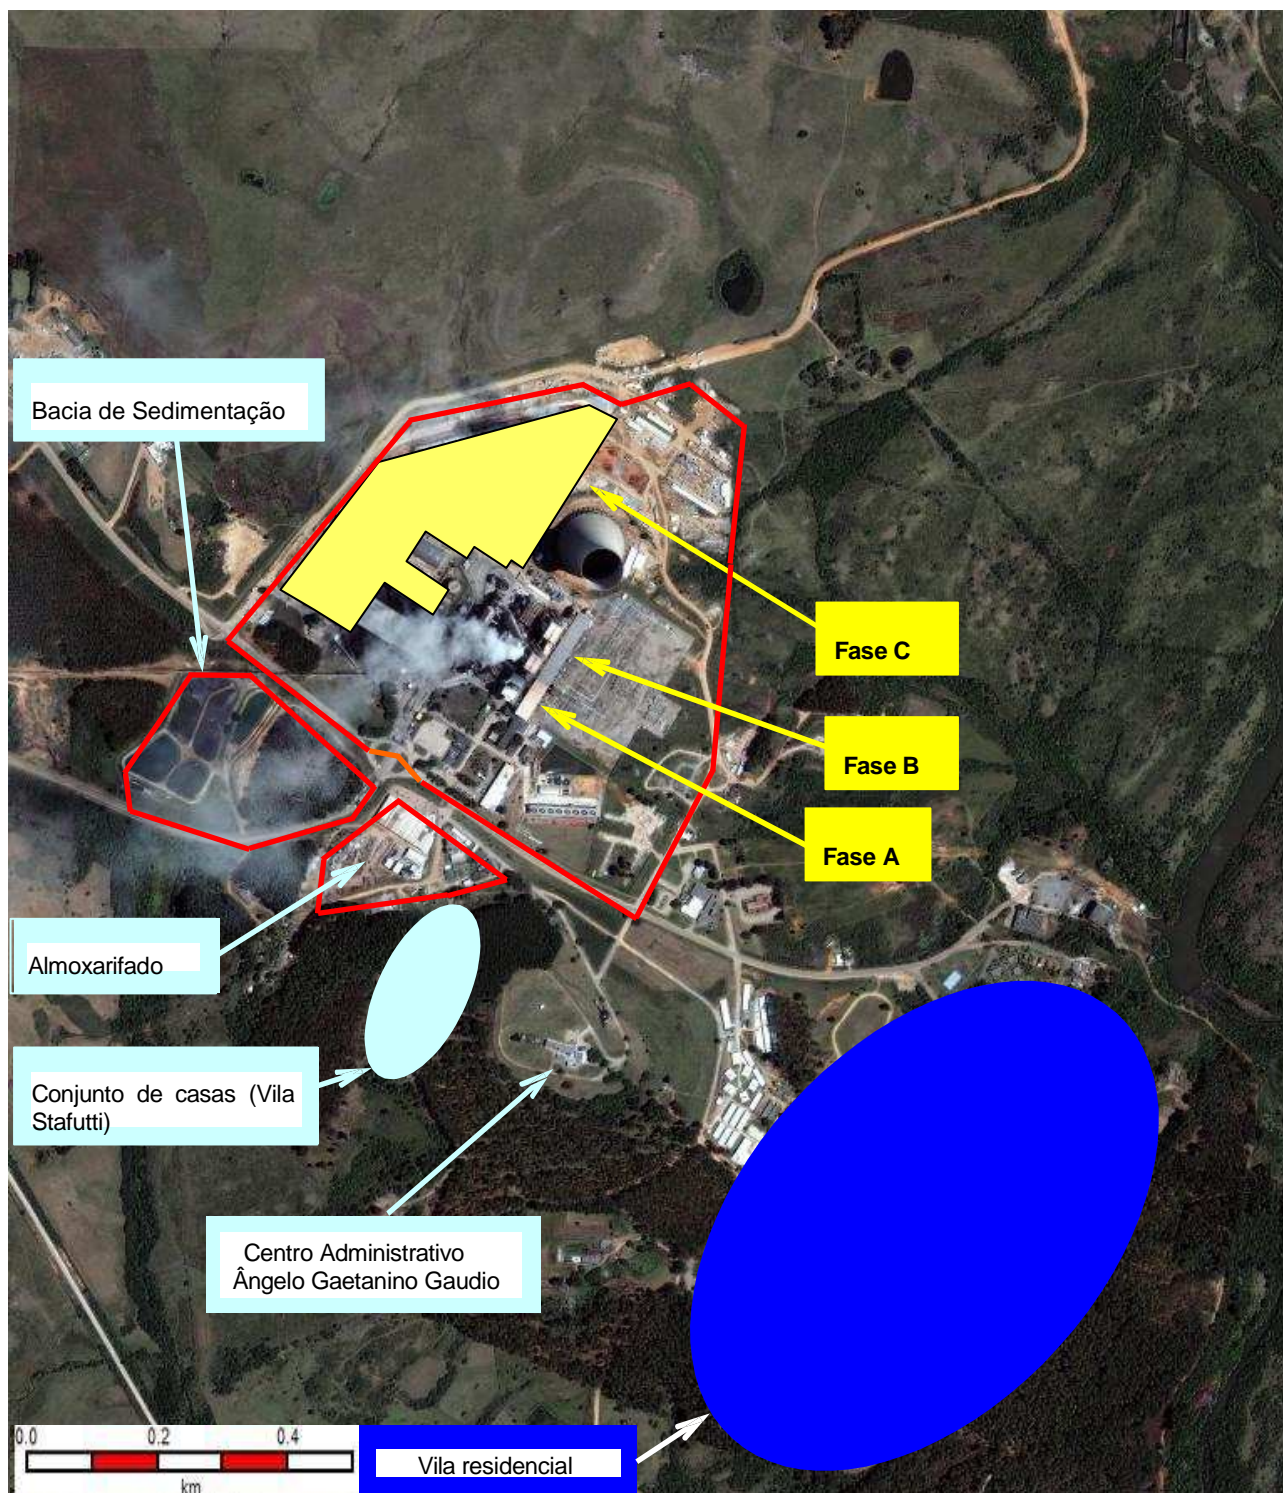 Bacia de Sedimentação
Fase C
Fase B
Fase A
Almoxarifado
Conjunto de casas (Vila
Stafutti)
Centro Administrativo
Ângelo Gaetanino Gaudio
0.0 0.2 0.4
km
Vila residencial